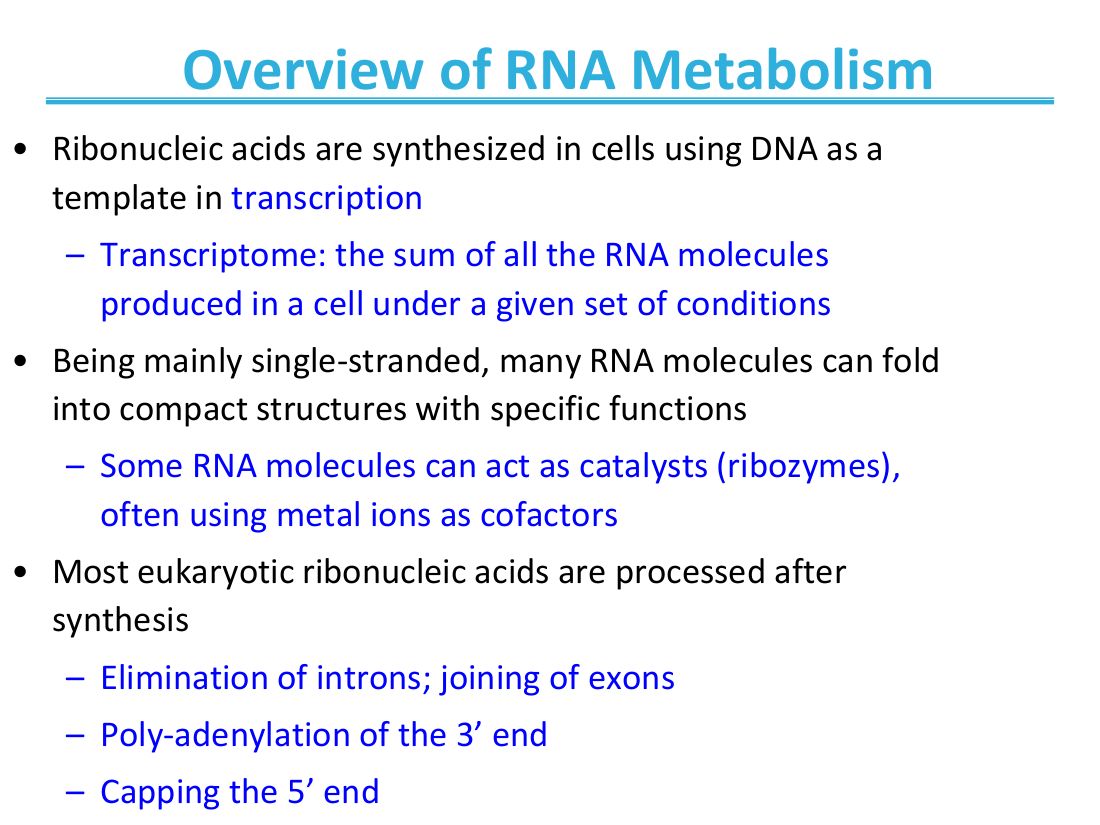 Overview of RNA Metabolism
• Ribonucleic acids are synthesized in cells using DNA as a
template in transcription
– Transcriptome: the sum of all the RNA molecules
produced in a cell under a given set of conditions
• Being mainly single-stranded, many RNA molecules can fold
into compact structures with specific functions
– Some RNA molecules can act as catalysts (ribozymes),
often using metal ions as cofactors
• Most eukaryotic ribonucleic acids are processed after
synthesis
– Elimination of introns; joining of exons
– Poly-adenylation of the 3’ end
– Capping the 5’ end